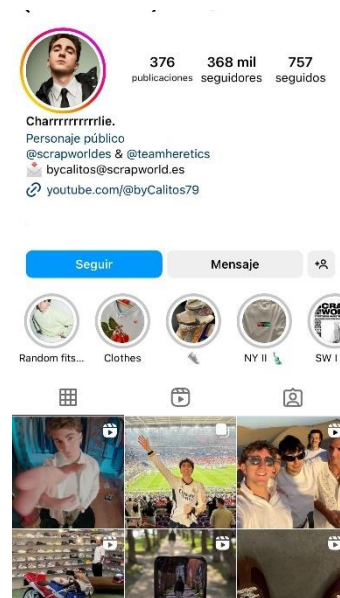 376 368 mil 757
publicaciones seguidores seguidos
Charrrrrrrrrlie.
Personaje público
@scrapworldes & @teamheretics
bycalitos@scrapworld.es
youtube.com/@byCalitos79
Seguir Mensaje
Random fits... Clothes NY II SW I